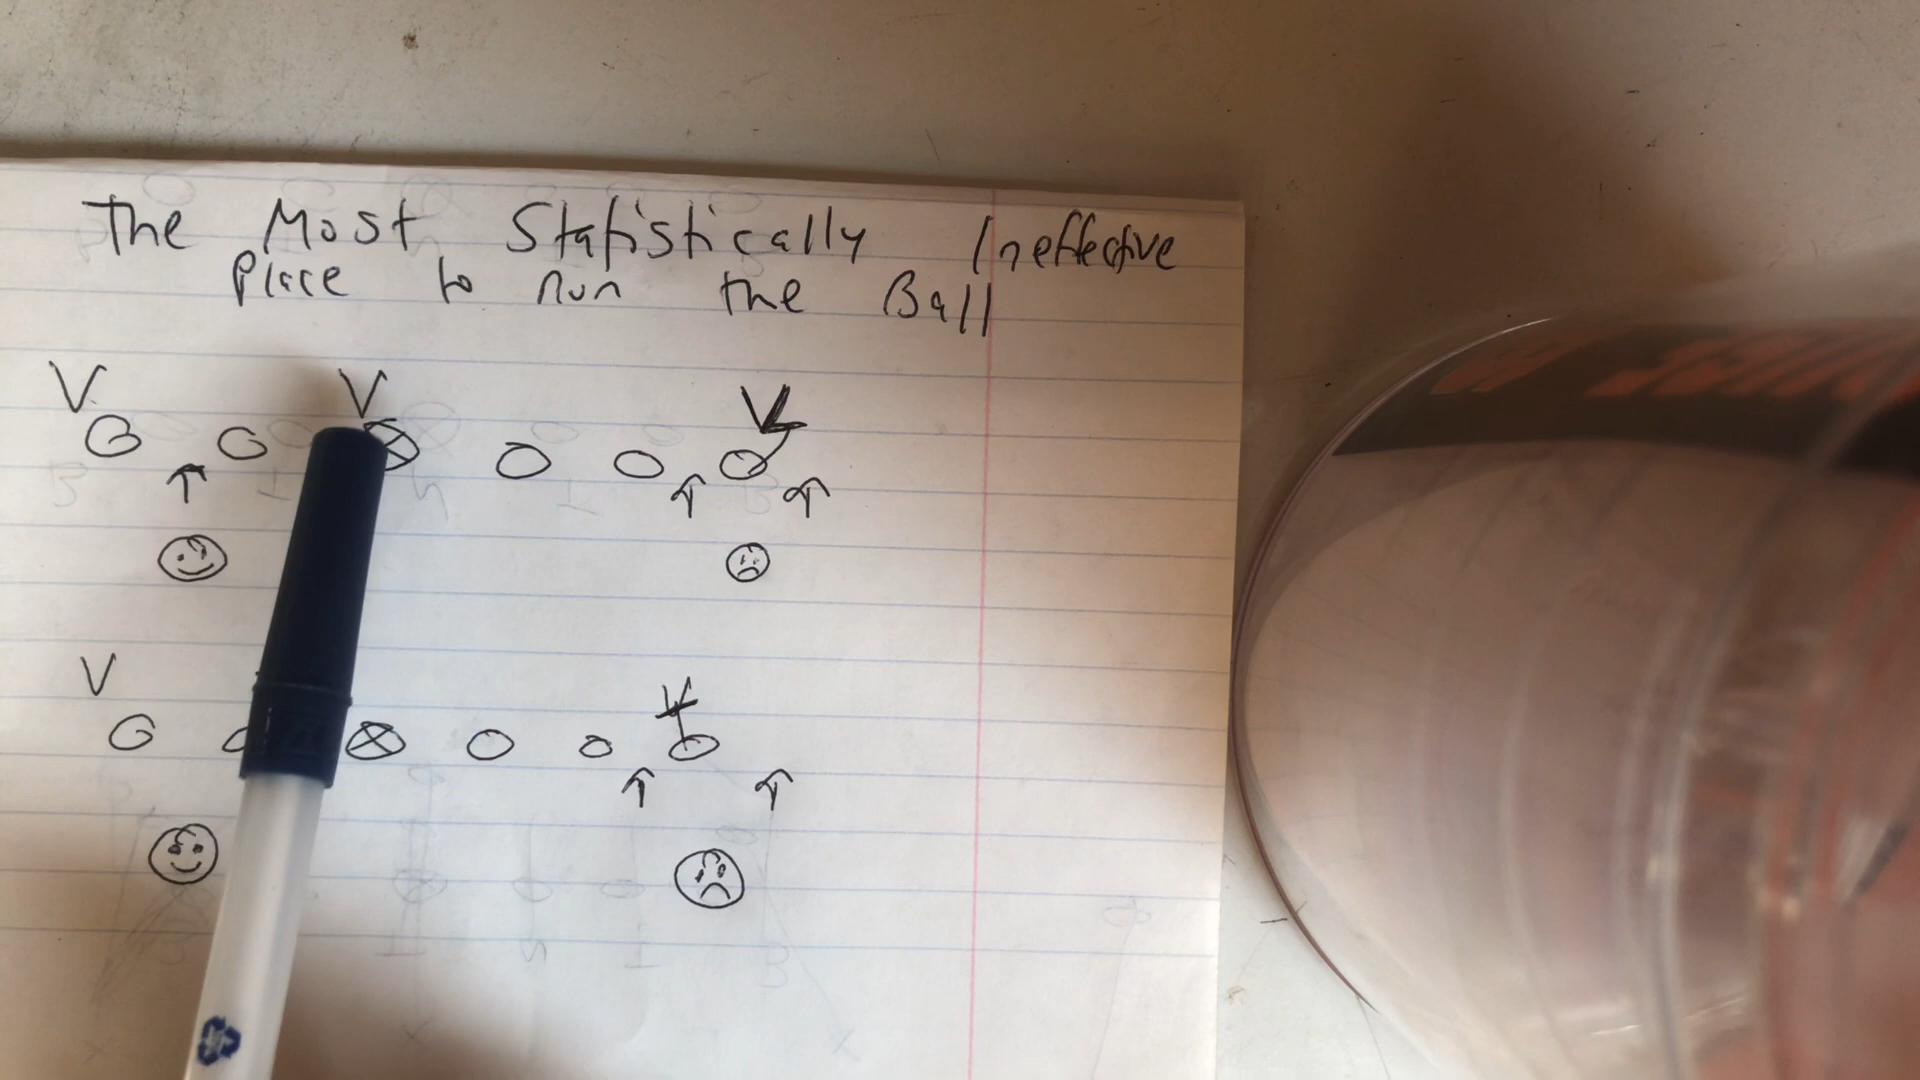 The Most Statistically Ineffective
Place to Run the Ball
V V V
V V